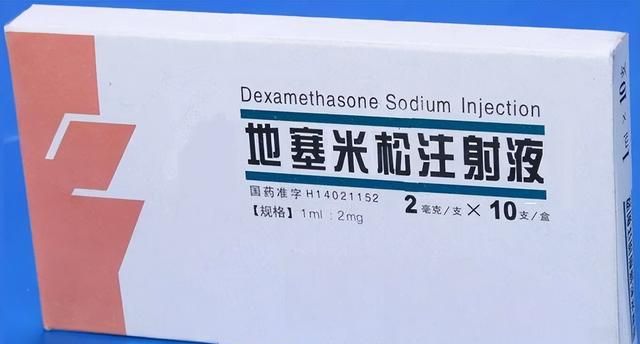 Dexamethasone Sodium Injection
地塞米松注射液
国药准字H14021152
2毫克/支×10支/盒
【规格】1ml:2mg